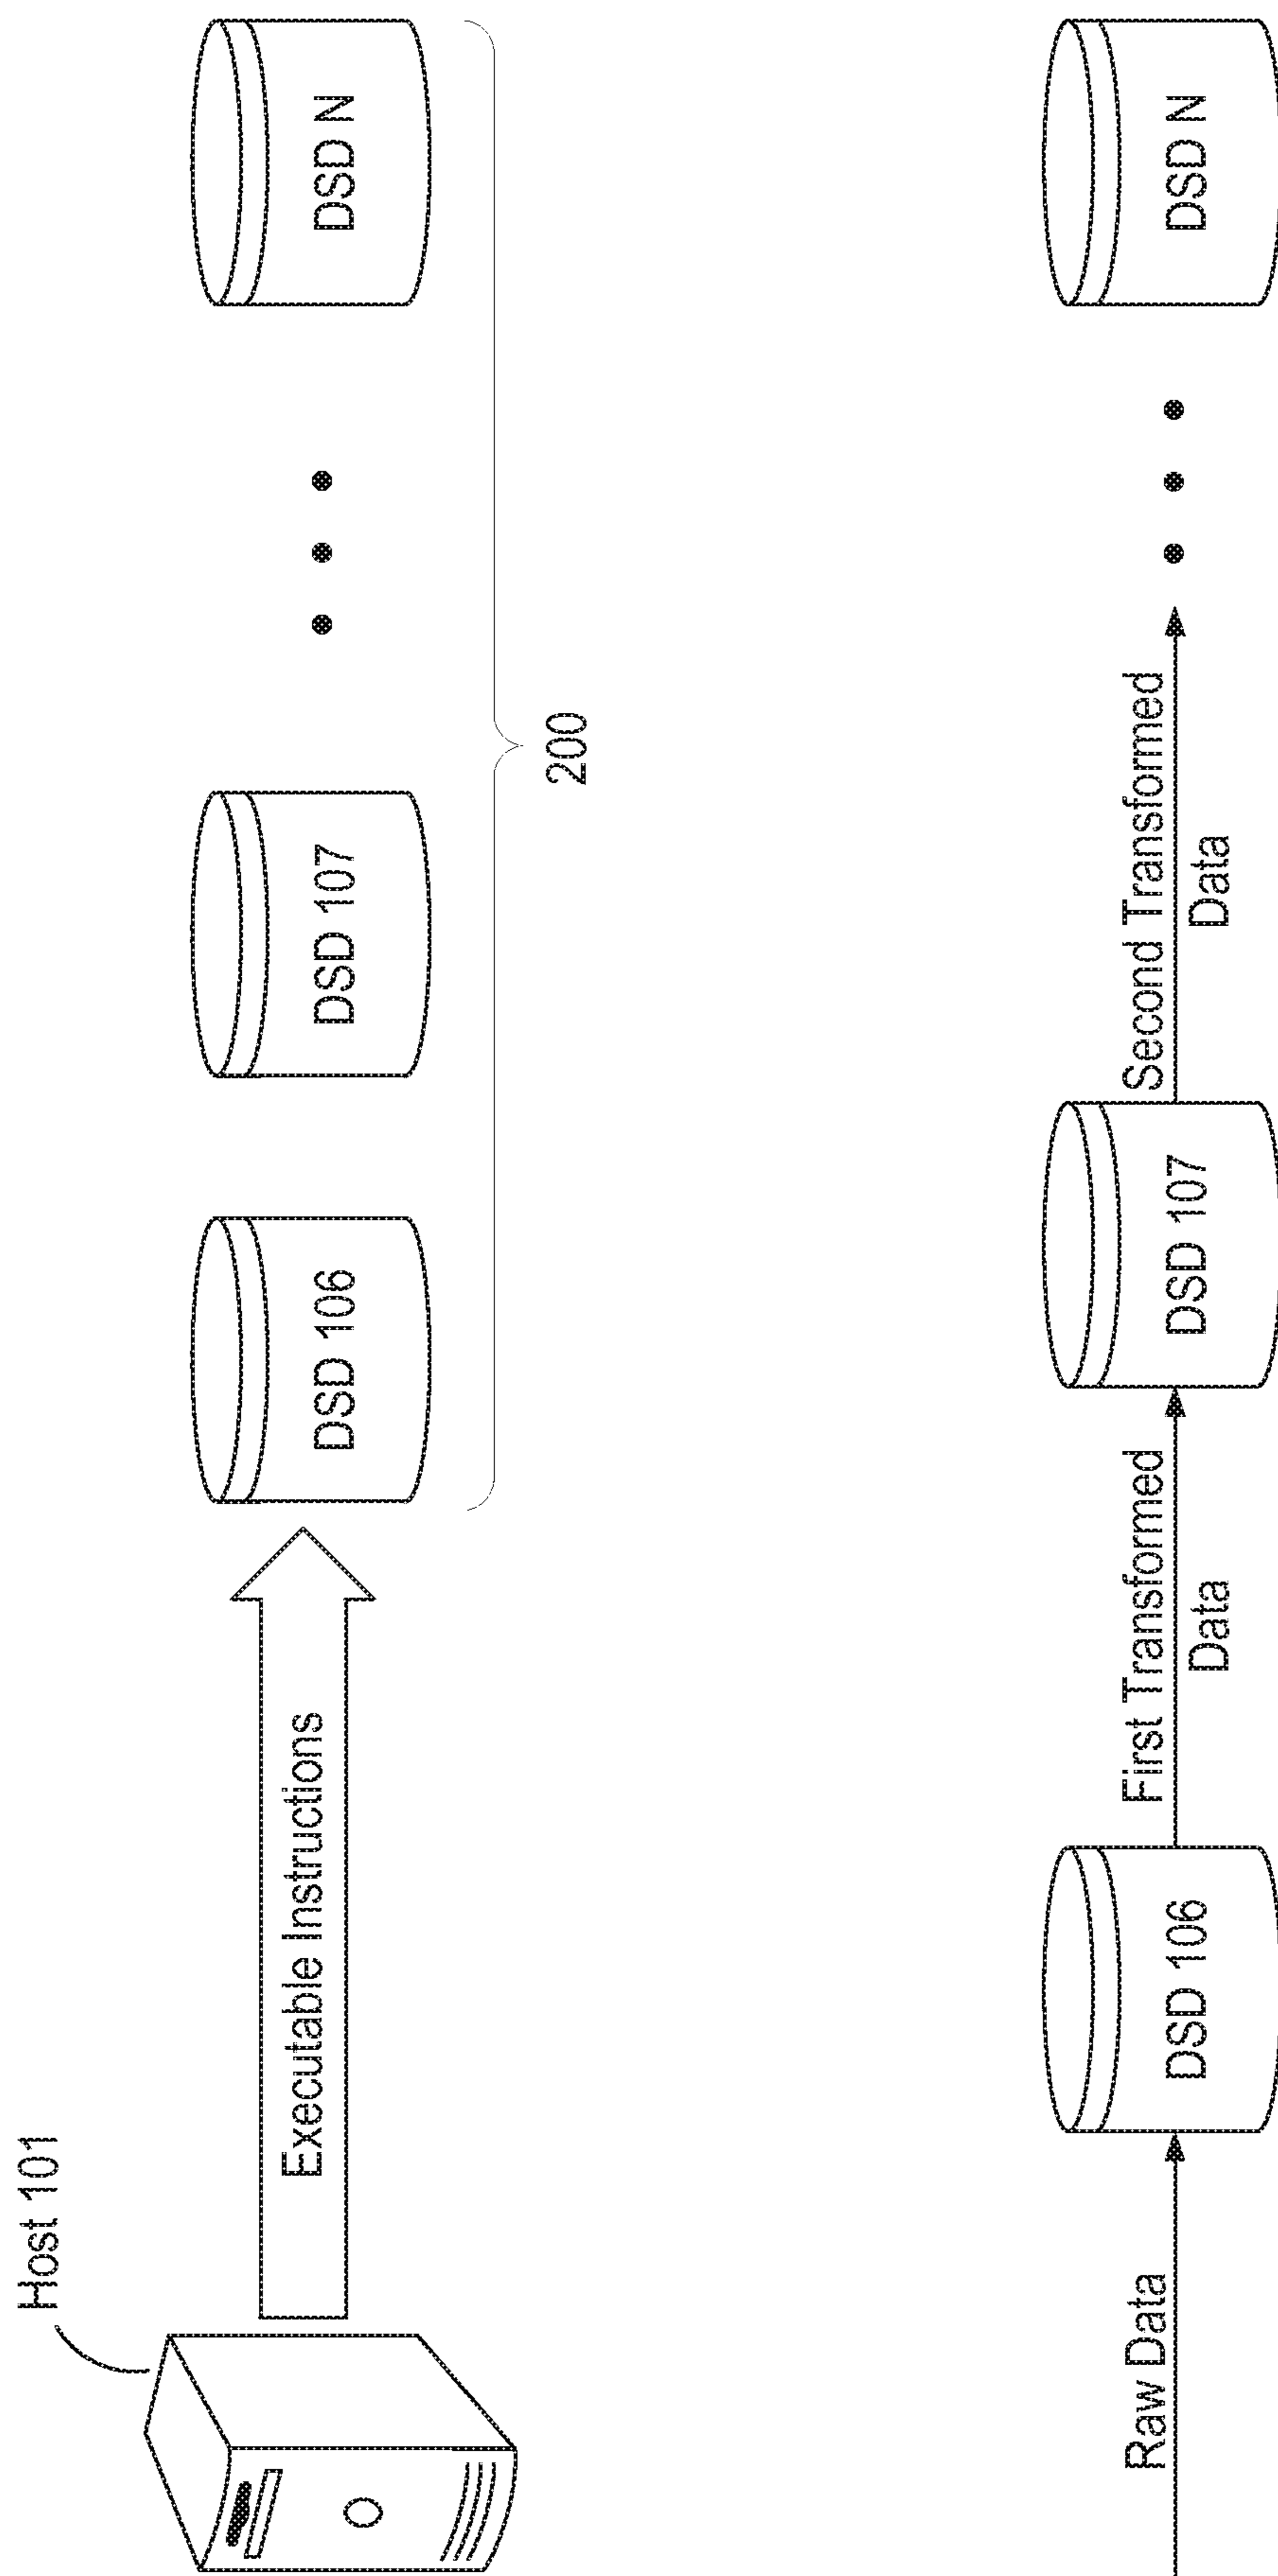 Host 101
Executable Instructions
DSD 106
DSD 107
DSD N
200
Raw Data
DSD 106
First Transformed
Data
DSD 107
Second Transformed
Data
DSD N